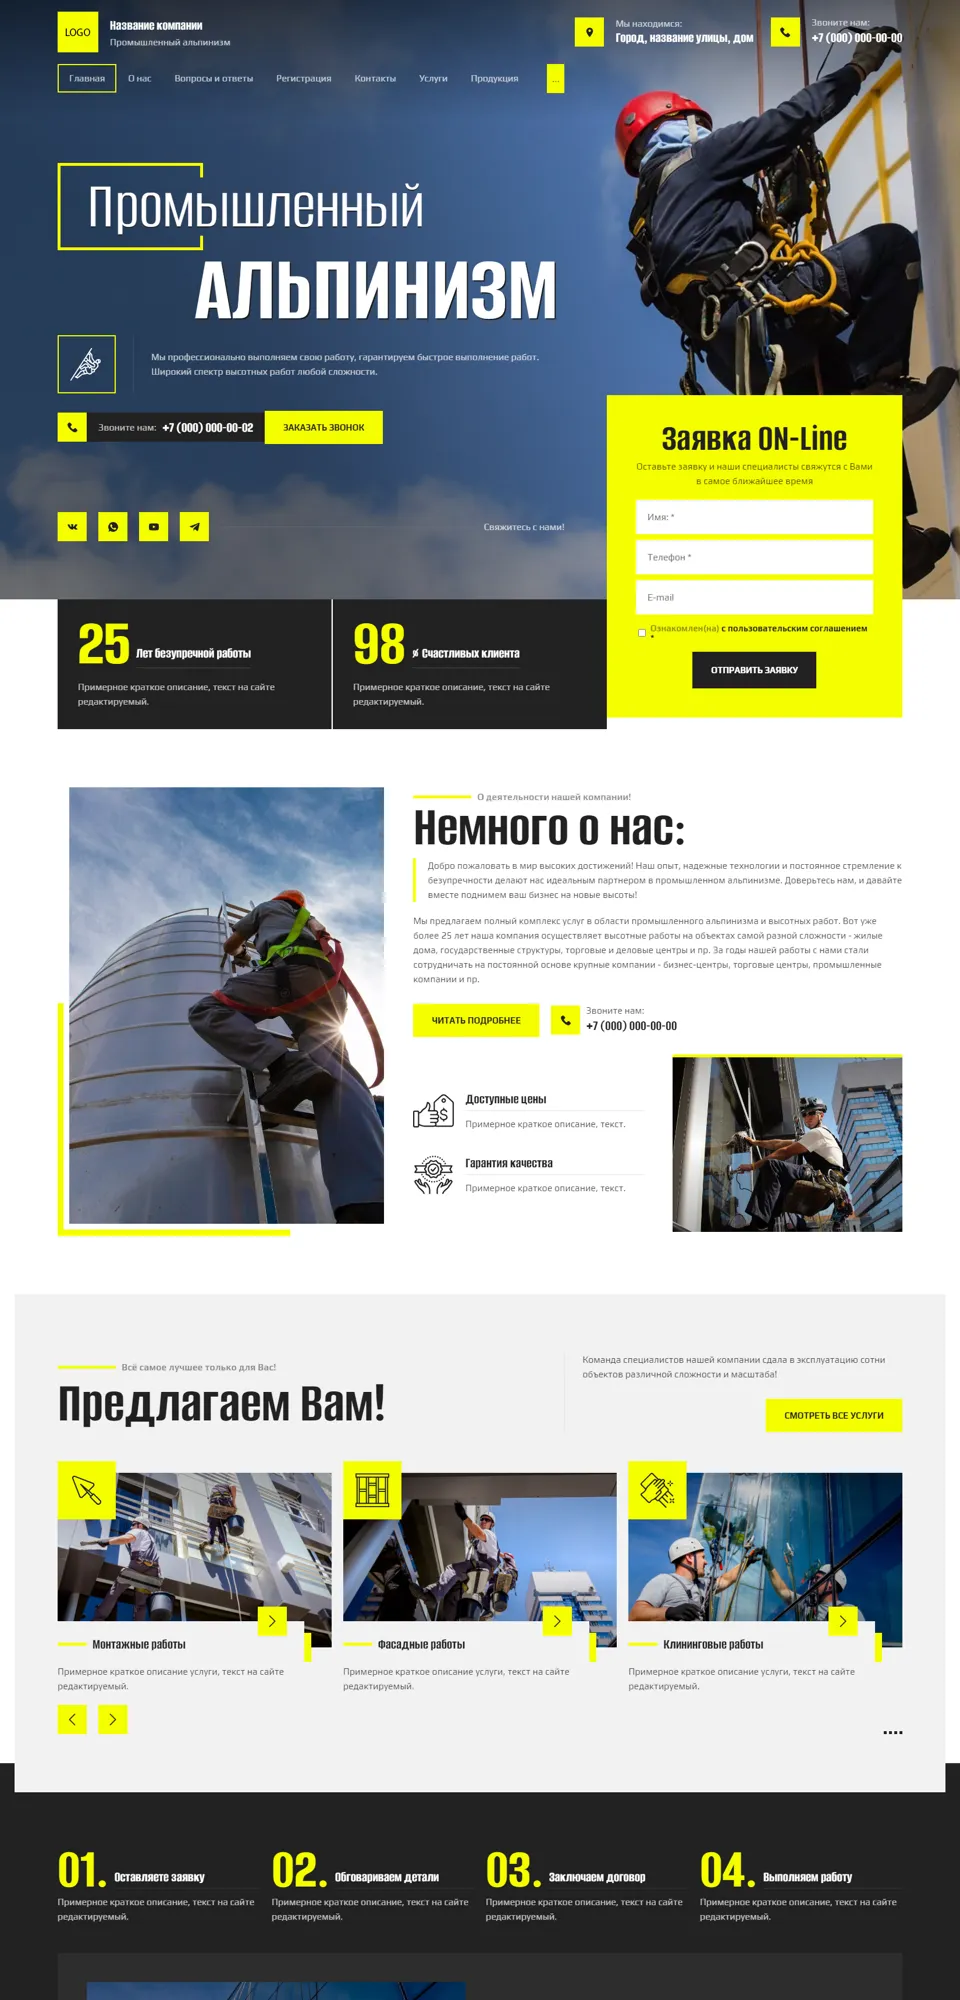 LOGO
Название компании
Промышленный альпинизм
Мы находимся:
Город, название улицы, дом
Звоните нам:
+7 (000) 000-00-00
Главная
О нас
Вопросы и ответы
Регистрация
Контакты
Услуги
Продукция
...
Промышленный
АЛЬПИНИЗМ
Мы профессионально выполняем свою работу, гарантируем быстрое выполнение работ.
Широкий спектр высотных работ любой сложности.
Звоните нам: +7 (000) 000-00-02
ЗАКАЗАТЬ ЗВОНОК
Свяжитесь с нами!
Заявка ON-Line
Оставьте заявку и наши специалисты свяжутся с Вами
в самое ближайшее время
Имя: *
Телефон *
E-mail
Ознакомлен(на) с пользовательским соглашением
*
ОТПРАВИТЬ ЗАЯВКУ
25 Лет безупречной работы
Примерное краткое описание, текст на сайте
редактируемый.
98 Счастливых клиента
Примерное краткое описание, текст на сайте
редактируемый.
О деятельности нашей компании!
Немного о нас:
Добро пожаловать в мир высоких достижений! Наш опыт, надежные технологии и постоянное стремление к
безупречности делают нас идеальным партнером в промышленном альпинизме. Доверьтесь нам, и давайте
вместе поднимем ваш бизнес на новые высоты!
Мы предлагаем полный комплекс услуг в области промышленного альпинизма и высотных работ. Вот уже
более 25 лет наша компания осуществляет высотные работы на объектах самой разной сложности - жилые
дома, государственные структуры, торговые и деловые центры и пр. За годы нашей работы с нами стали
сотрудничать на постоянной основе крупные компании - бизнес-центры, торговые центры, промышленные
компании и пр.
ЧИТАТЬ ПОДРОБНЕЕ
Звоните нам:
+7 (000) 000-00-00
Доступные цены
Примерное краткое описание, текст.
Гарантия качества
Примерное краткое описание, текст.
Всё самое лучшее только для Вас!
Предлагаем Вам!
Команда специалистов нашей компании сдала в эксплуатацию сотни
объектов различной сложности и масштаба!
СМОТРЕТЬ ВСЕ УСЛУГИ
Монтажные работы
Примерное краткое описание услуги, текст на сайте
редактируемый.
Фасадные работы
Примерное краткое описание услуги, текст на сайте
редактируемый.
Клининговые работы
Примерное краткое описание услуги, текст на сайте
редактируемый.
01. Оставляете заявку
Примерное краткое описание, текст на сайте
редактируемый.
02. Обговариваем детали
Примерное краткое описание, текст на сайте
редактируемый.
03. Заключаем договор
Примерное краткое описание, текст на сайте
редактируемый.
04. Выполняем работу
Примерное краткое описание, текст на сайте
редактируемый.